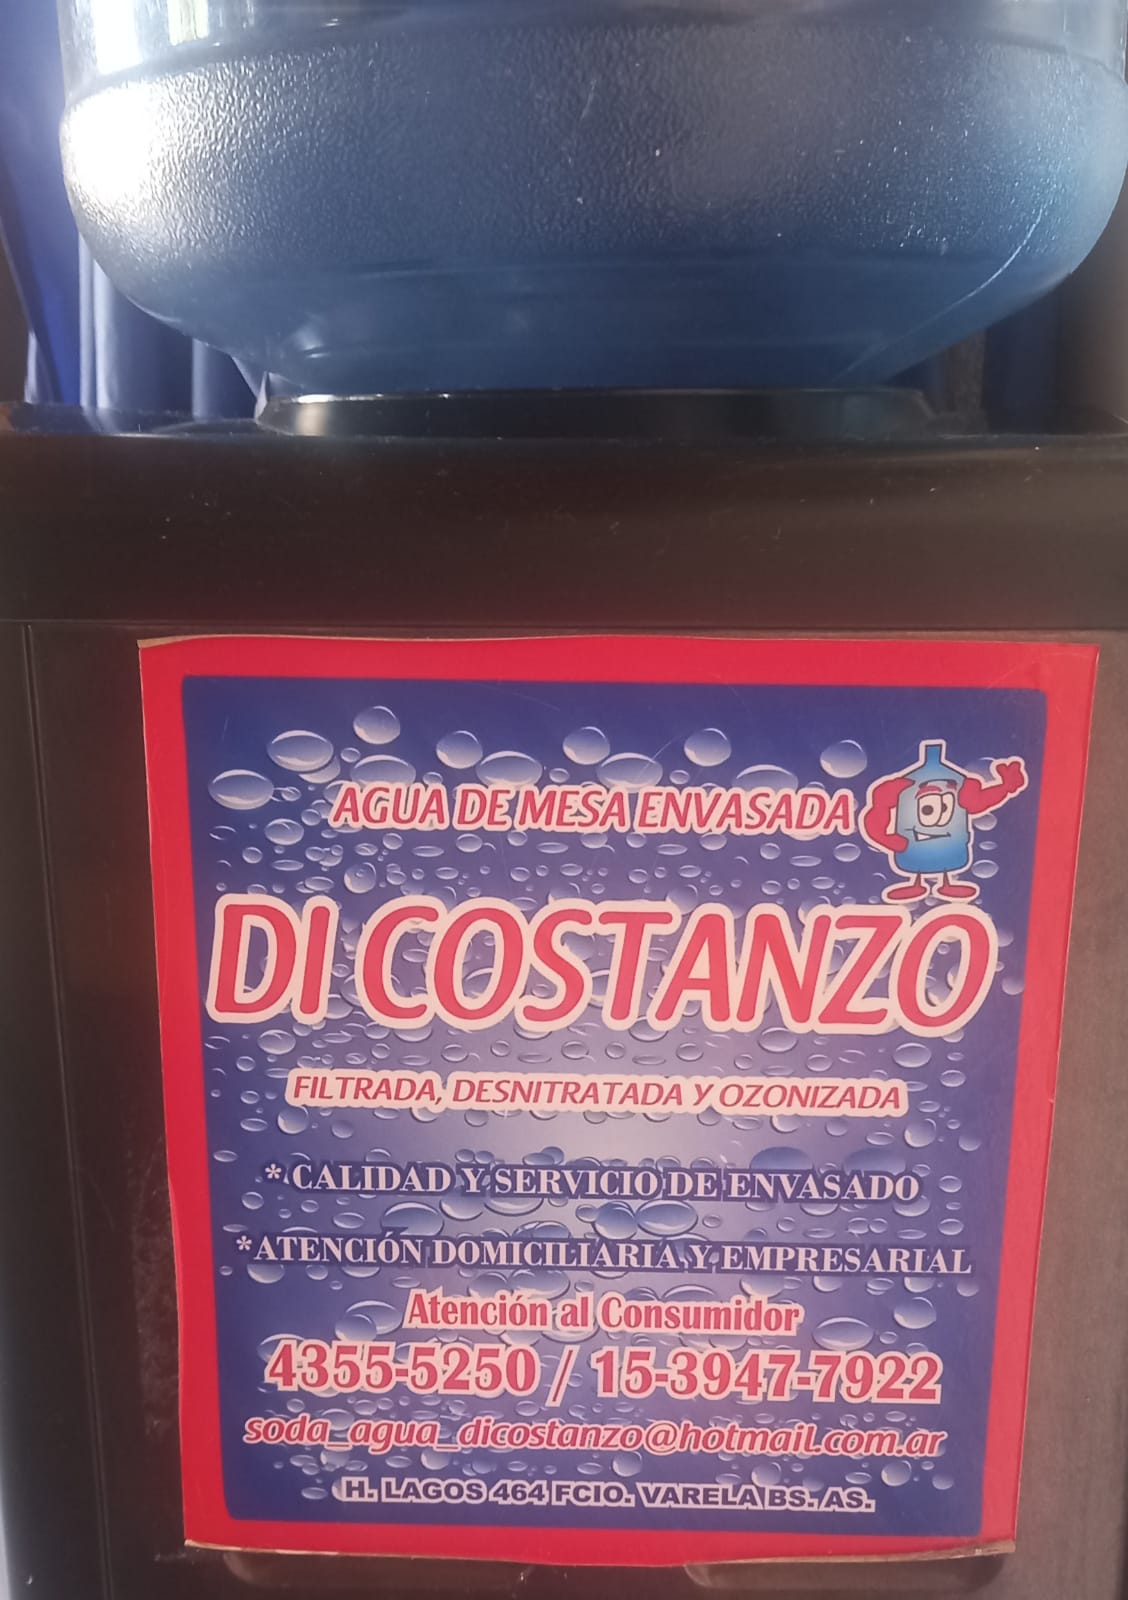 AGUA DE MESA ENVASADA
DI COSTANZO
FILTRADA, DESNITRATADA Y OZONIZADA
*CALIDAD Y SERVICIO DE ENVASADO
*ATENCIÓN DOMICILIARIA Y EMPRESARIAL
Atención al Consumidor
4355-5250 / 15-3947-7922
soda_agua_dicostanzo@hotmail.com.ar
H. LAGOS 464 FCIO. VARELA BS. AS.